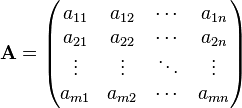 A = ( a11 a12 ⋯ a1n
a21 a22 ⋯ a2n
⋮ ⋮ ⋱ ⋮
am1 am2 ⋯ amn )